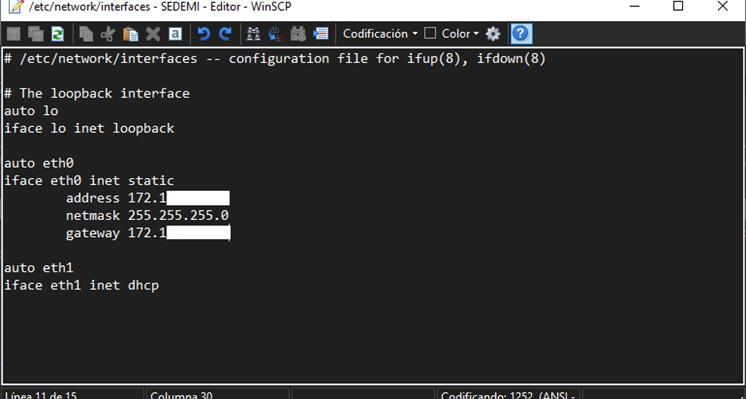 /etc/network/interfaces - SEDEMI - Editor - WinSCP
Codificación Color
# /etc/network/interfaces -- configuration file for ifup(8), ifdown(8)
# The loopback interface
auto lo
iface lo inet loopback
auto eth0
iface eth0 inet static
address 172.1
netmask 255.255.255.0
gateway 172.1
auto eth1
iface eth1 inet dhcp
Línea 11 de 15 Columna 30 Codificando: 1252 (ANSI -